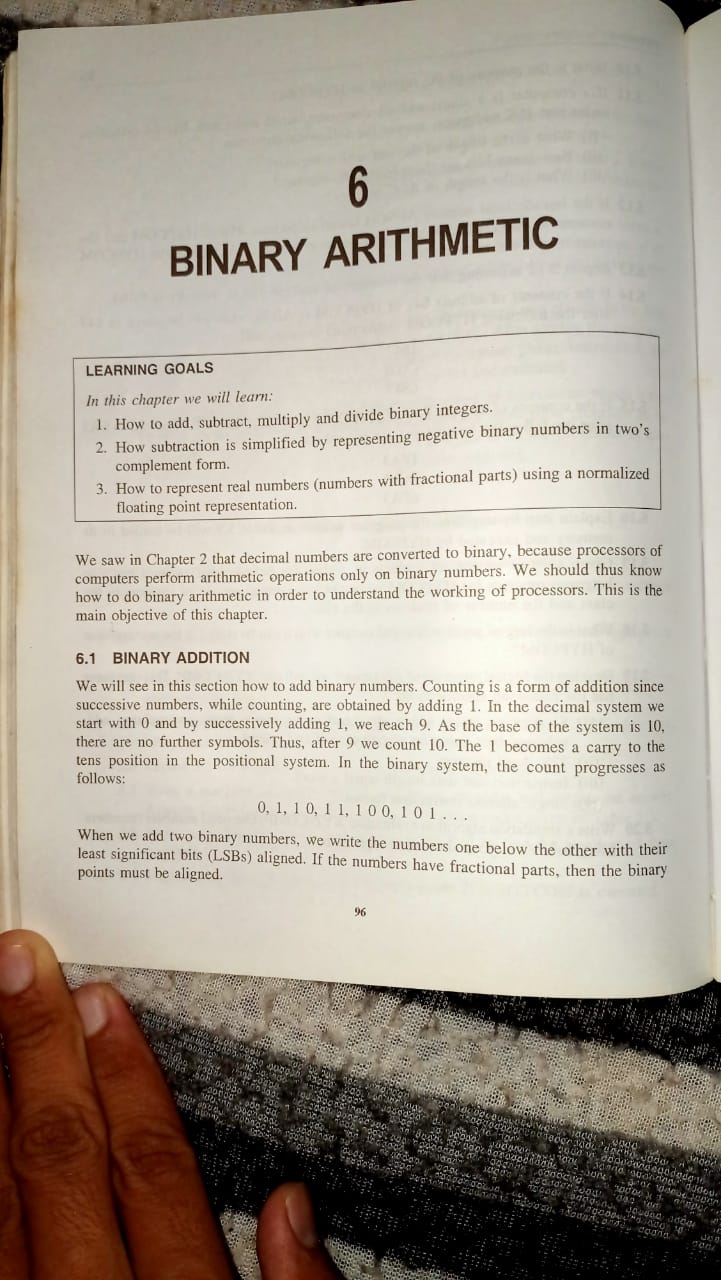 6
BINARY ARITHMETIC
LEARNING GOALS
In this chapter we will learn:
1. How to add, subtract, multiply and divide binary integers.
2. How subtraction is simplified by representing negative binary numbers in two's
complement form.
3. How to represent real numbers (numbers with fractional parts) using a normalized
floating point representation.
We saw in Chapter 2 that decimal numbers are converted to binary, because processors of
computers perform arithmetic operations only on binary numbers. We should thus know
how to do binary arithmetic in order to understand the working of processors. This is the
main objective of this chapter.
6.1 BINARY ADDITION
We will see in this section how to add binary numbers. Counting is a form of addition since
successive numbers, while counting, are obtained by adding 1. In the decimal system we
start with 0 and by successively adding 1, we reach 9. As the base of the system is 10,
there are no further symbols. Thus, after 9 we count 10. The 1 becomes a carry to the
tens position in the positional system. In the binary system, the count progresses as
follows:
0, 1, 1 0, 1 1, 1 0 0, 1 0 1 . . .
When we add two binary numbers, we write the numbers one below the other with their
least significant bits (LSBs) aligned. If the numbers have fractional parts, then the binary
points must be aligned.
96